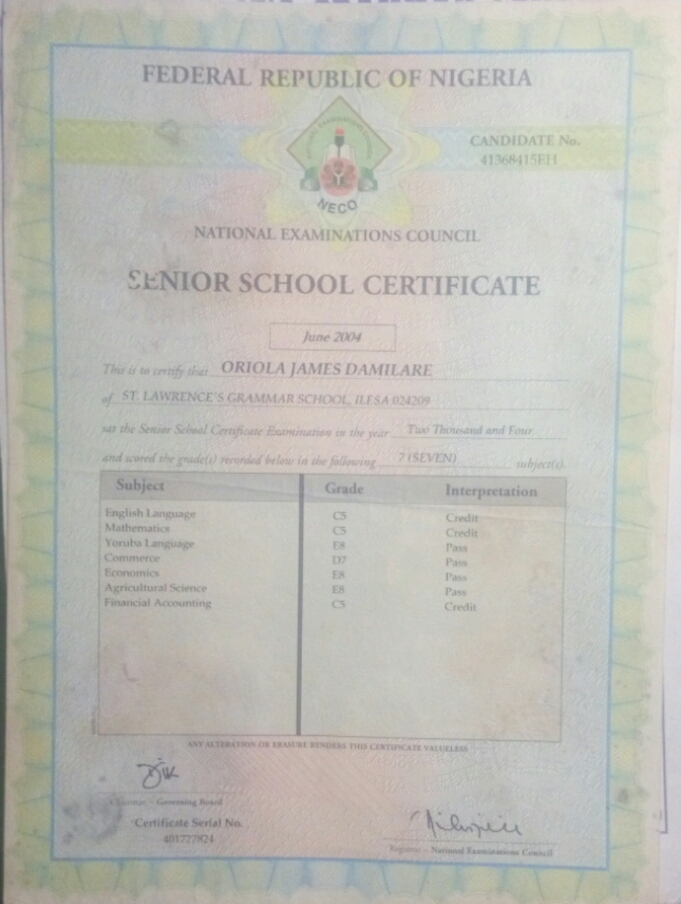 FEDERAL REPUBLIC OF NIGERIA
CANDIDATE No.
41368415EH
NECO
NATIONAL EXAMINATIONS COUNCIL
SENIOR SCHOOL CERTIFICATE
June 2004
This is to certify that ORIOLA JAMES DAMILARE
of ST. LAWRENCE'S GRAMMAR SCHOOL, ILESA 024209
sat the Senior School Certificate Examination in the year Two Thousand and Four
and scored the grade(s) recorded below in the following 7 (SEVEN) subject(s).
Subject Grade Interpretation
English Language C5 Credit
Mathematics C5 Credit
Yoruba Language E8 Pass
Commerce D7 Pass
Economics E8 Pass
Agricultural Science E8 Pass
Financial Accounting C5 Credit
ANY ALTERATION OR ERASURE RENDERS THIS CERTIFICATE VALUELESS
Chairman - Governing Board
Certificate Serial No.
401727824
Registrar - National Examinations Council